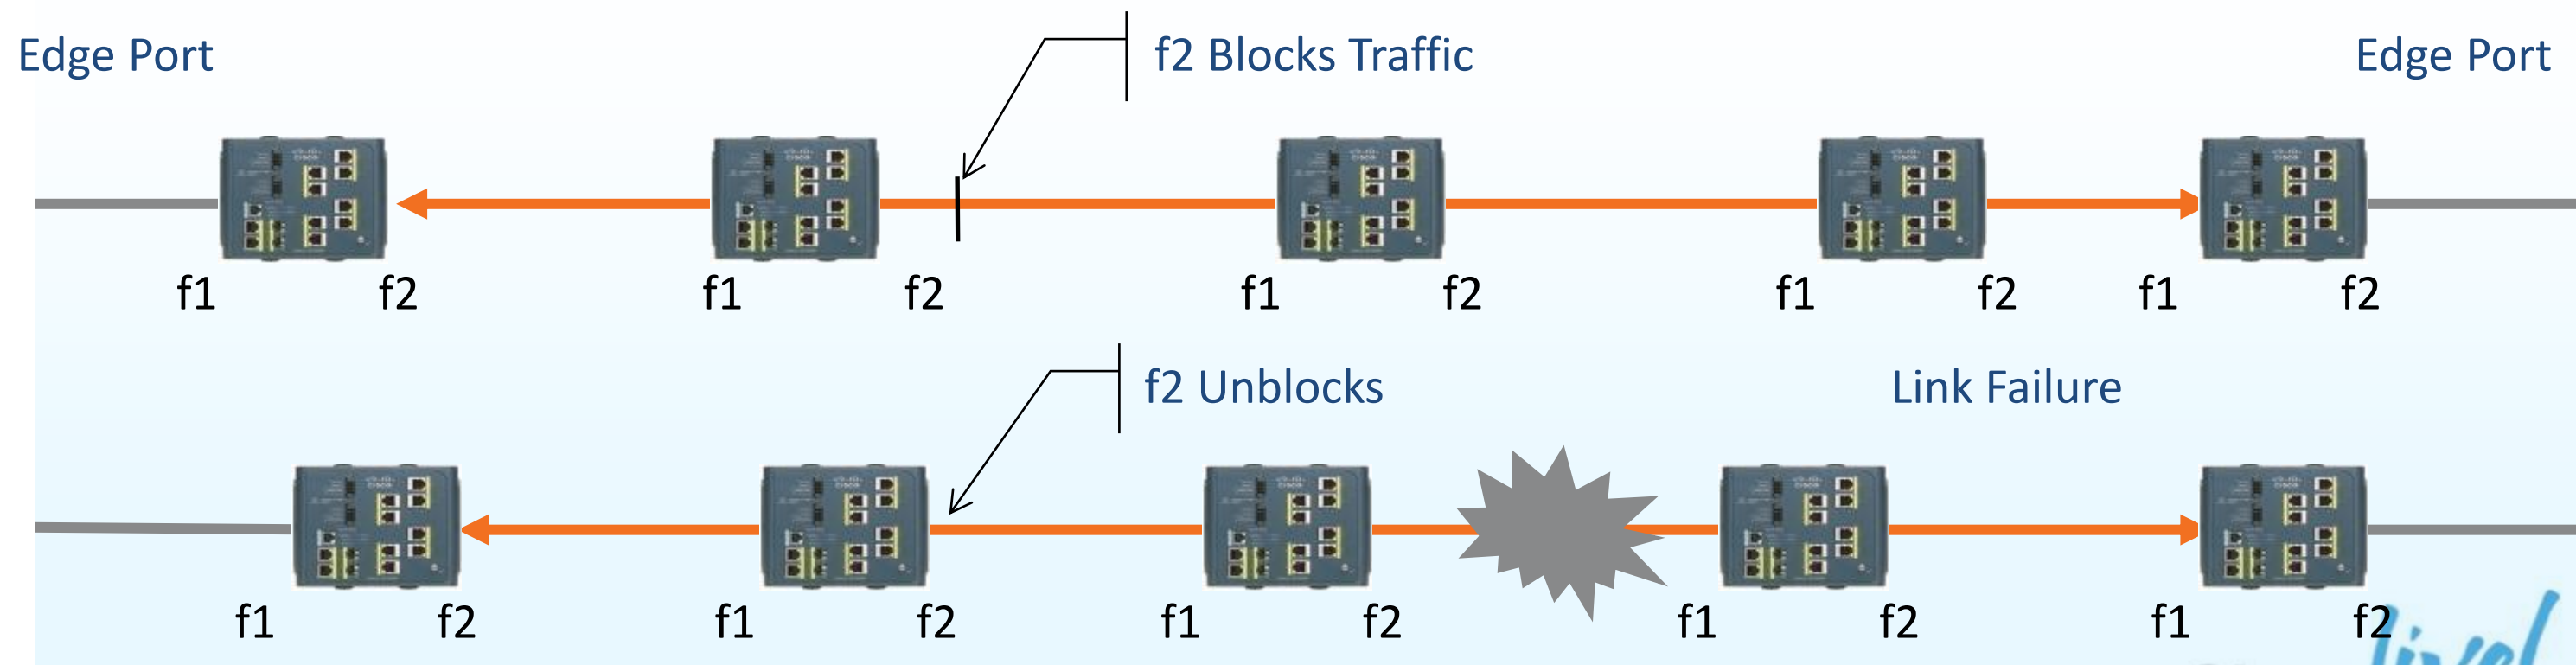 Edge Port
f2 Blocks Traffic
Edge Port
f1 f2 f1 f2 f1 f2 f1 f2 f1 f2
f2 Unblocks
Link Failure
f1 f2 f1 f2 f1 f2 f1 f2 f1 f2
live!